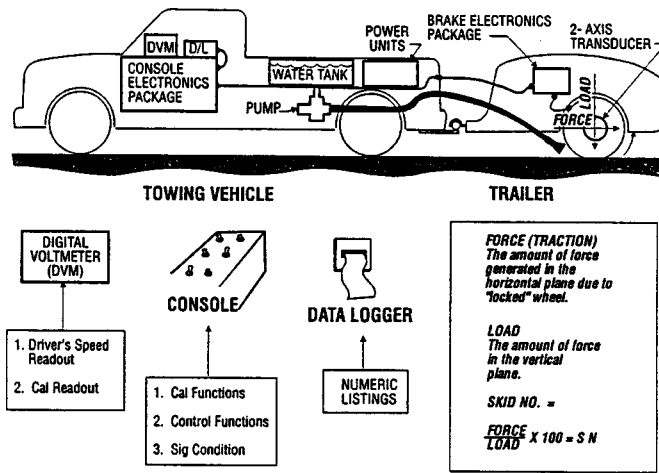 BRAKE ELECTRONICS
PACKAGE
2- AXIS
TRANSDUCER
POWER
UNITS
DVM
D/L
CONSOLE
ELECTRONICS
PACKAGE
WATER TANK
PUMP
LOAD
FORCE
TOWING VEHICLE
TRAILER
DIGITAL
VOLTMETER
(DVM)
CONSOLE
DATA LOGGER
1. Driver's Speed
Readout
2. Cal Readout
1. Cal Functions
2. Control Functions
3. Sig Condition
NUMERIC
LISTINGS
FORCE (TRACTION)
The amount of force
generated in the
horizontal plane due to
"locked" wheel.
LOAD
The amount of force
in the vertical
plane.
SKID NO. =
FORCE
LOAD X 100 = S N